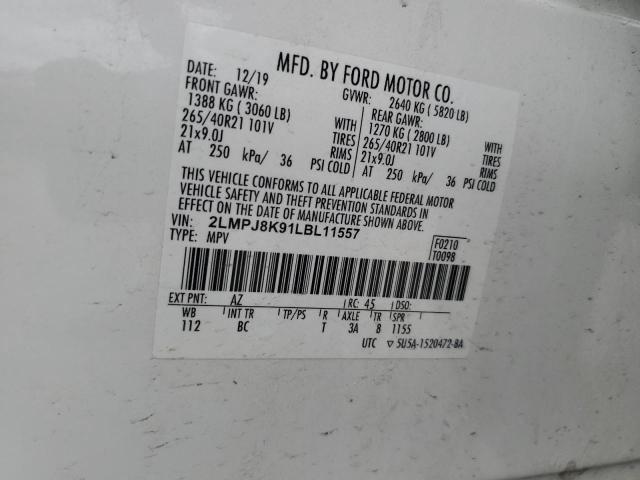 MFD. BY FORD MOTOR CO.
DATE: 12/19 GVWR: 2640 KG ( 5820 LB)
FRONT GAWR: REAR GAWR:
1388 KG ( 3060 LB) WITH 1270 KG ( 2800 LB) WITH
265/40R21 101V TIRES 265/40R21 101V TIRES
21x9.0J RIMS 21x9.0J RIMS
AT 250 kPa/ 36 PSI COLD AT 250 kPa/ 36 PSI COLD
THIS VEHICLE CONFORMS TO ALL APPLICABLE FEDERAL MOTOR
VEHICLE SAFETY AND THEFT PREVENTION STANDARDS IN
EFFECT ON THE DATE OF MANUFACTURE SHOWN ABOVE.
VIN: 2LMPJ8K91LBL11557 F0210
TYPE: MPV T0098
EXT PNT: AZ RC: 45 DSO:
WB INT TR TP/PS R AXLE TR SPR
112 BC T 3A 8 1155
UTC ▽ 5U5A-1520472-BA